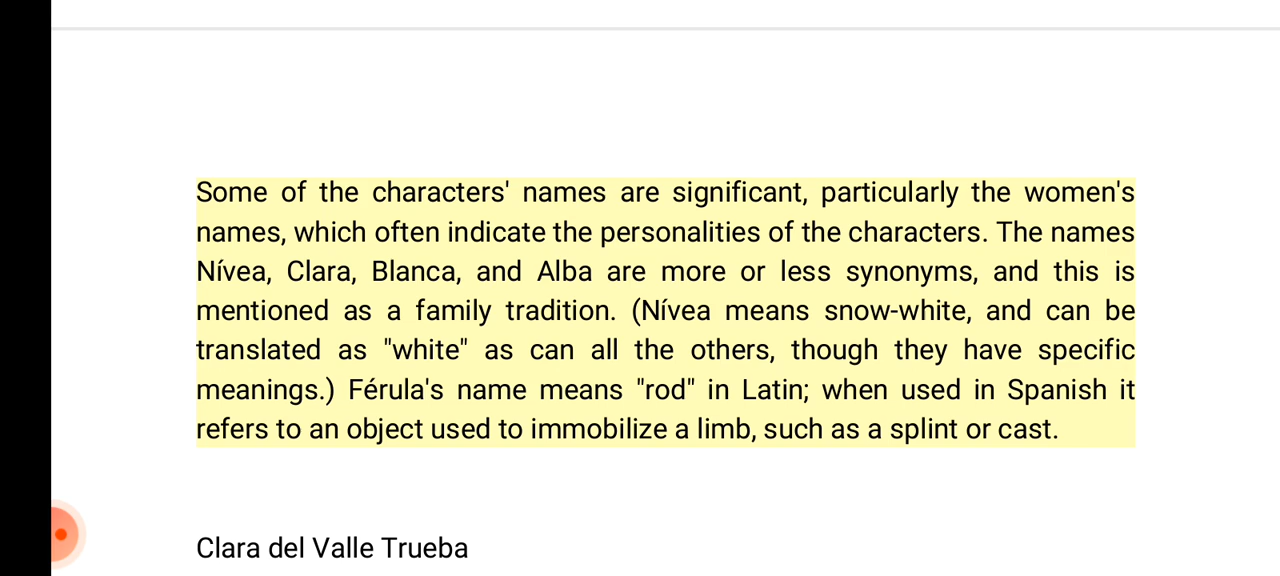 Some of the characters' names are significant, particularly the women's
names, which often indicate the personalities of the characters. The names
Nívea, Clara, Blanca, and Alba are more or less synonyms, and this is
mentioned as a family tradition. (Nívea means snow-white, and can be
translated as "white" as can all the others, though they have specific
meanings.) Férula's name means "rod" in Latin; when used in Spanish it
refers to an object used to immobilize a limb, such as a splint or cast.
Clara del Valle Trueba